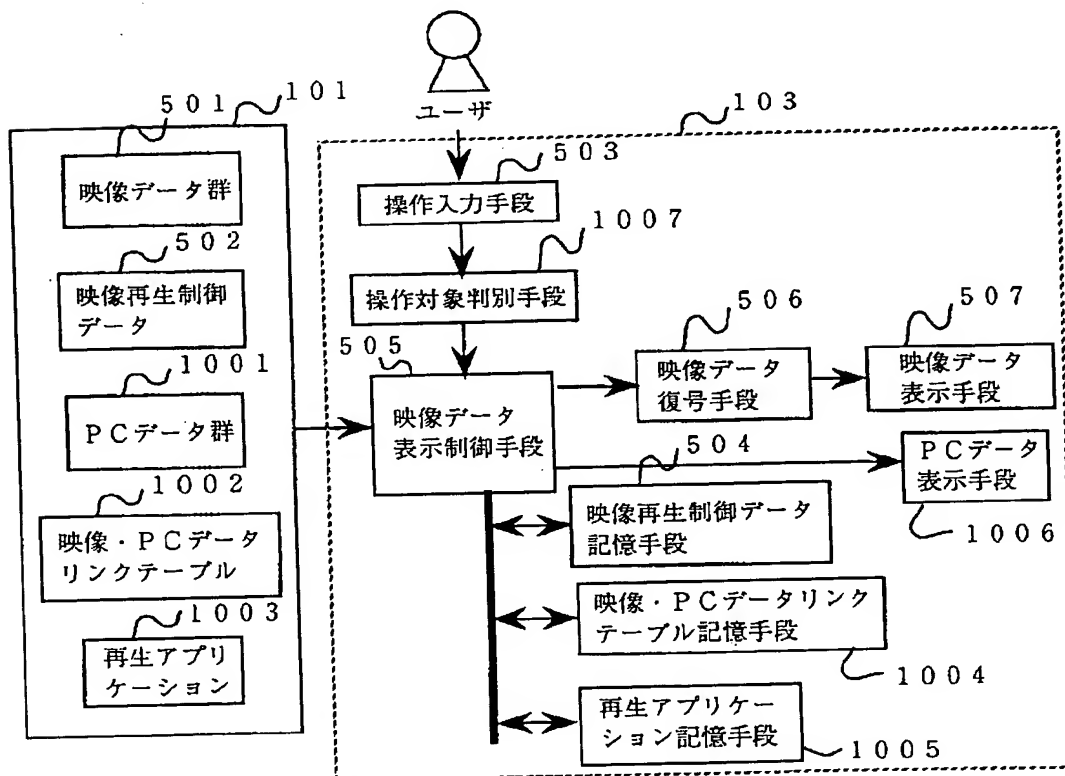 ユーザ
501
101
映像データ群
502
映像再生制御
データ
1001
PCデータ群
1002
映像・PCデータ
リンクテーブル
1003
再生アプリ
ケーション
103
503
操作入力手段
1007
操作対象判別手段
505
映像データ
表示制御手段
506
映像データ
復号手段
507
映像データ
表示手段
504
PCデータ
表示手段
1006
映像再生制御データ
記憶手段
映像・PCデータリンク
テーブル記憶手段
1004
再生アプリケー
ション記憶手段
1005